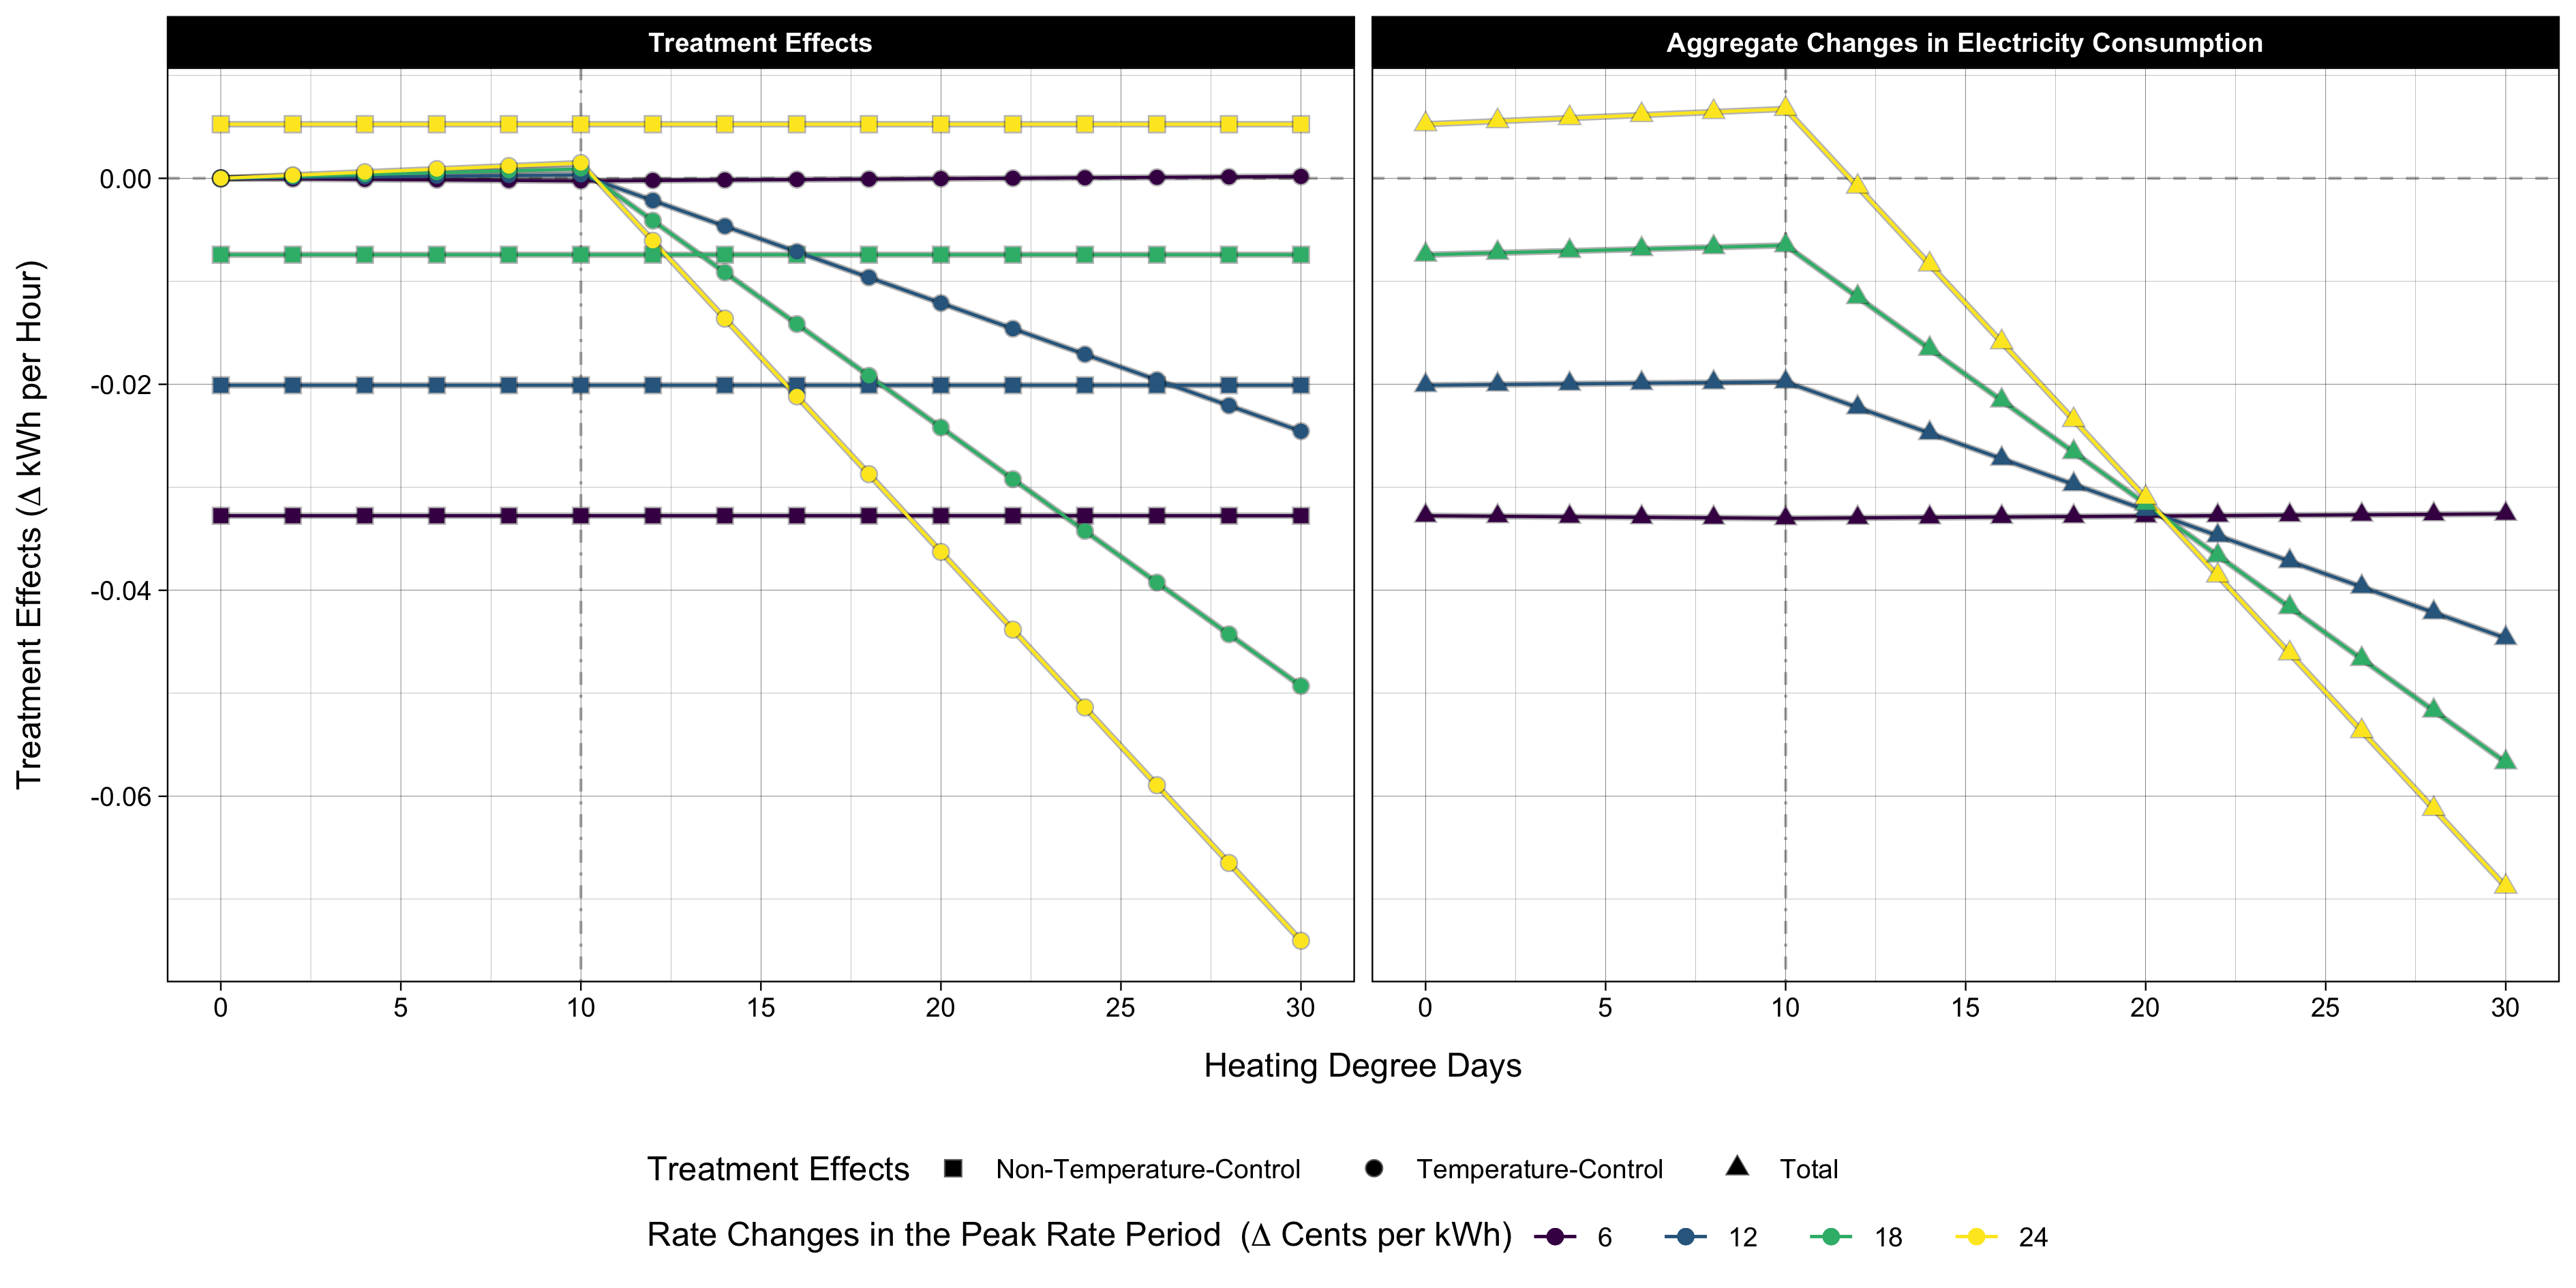 Treatment Effects
Aggregate Changes in Electricity Consumption
Treatment Effects (Δ kWh per Hour)
0.00
-0.02
-0.04
-0.06
0 5 10 15 20 25 30
0 5 10 15 20 25 30
Heating Degree Days
Treatment Effects Non-Temperature-Control Temperature-Control Total
Rate Changes in the Peak Rate Period (Δ Cents per kWh) 6 12 18 24